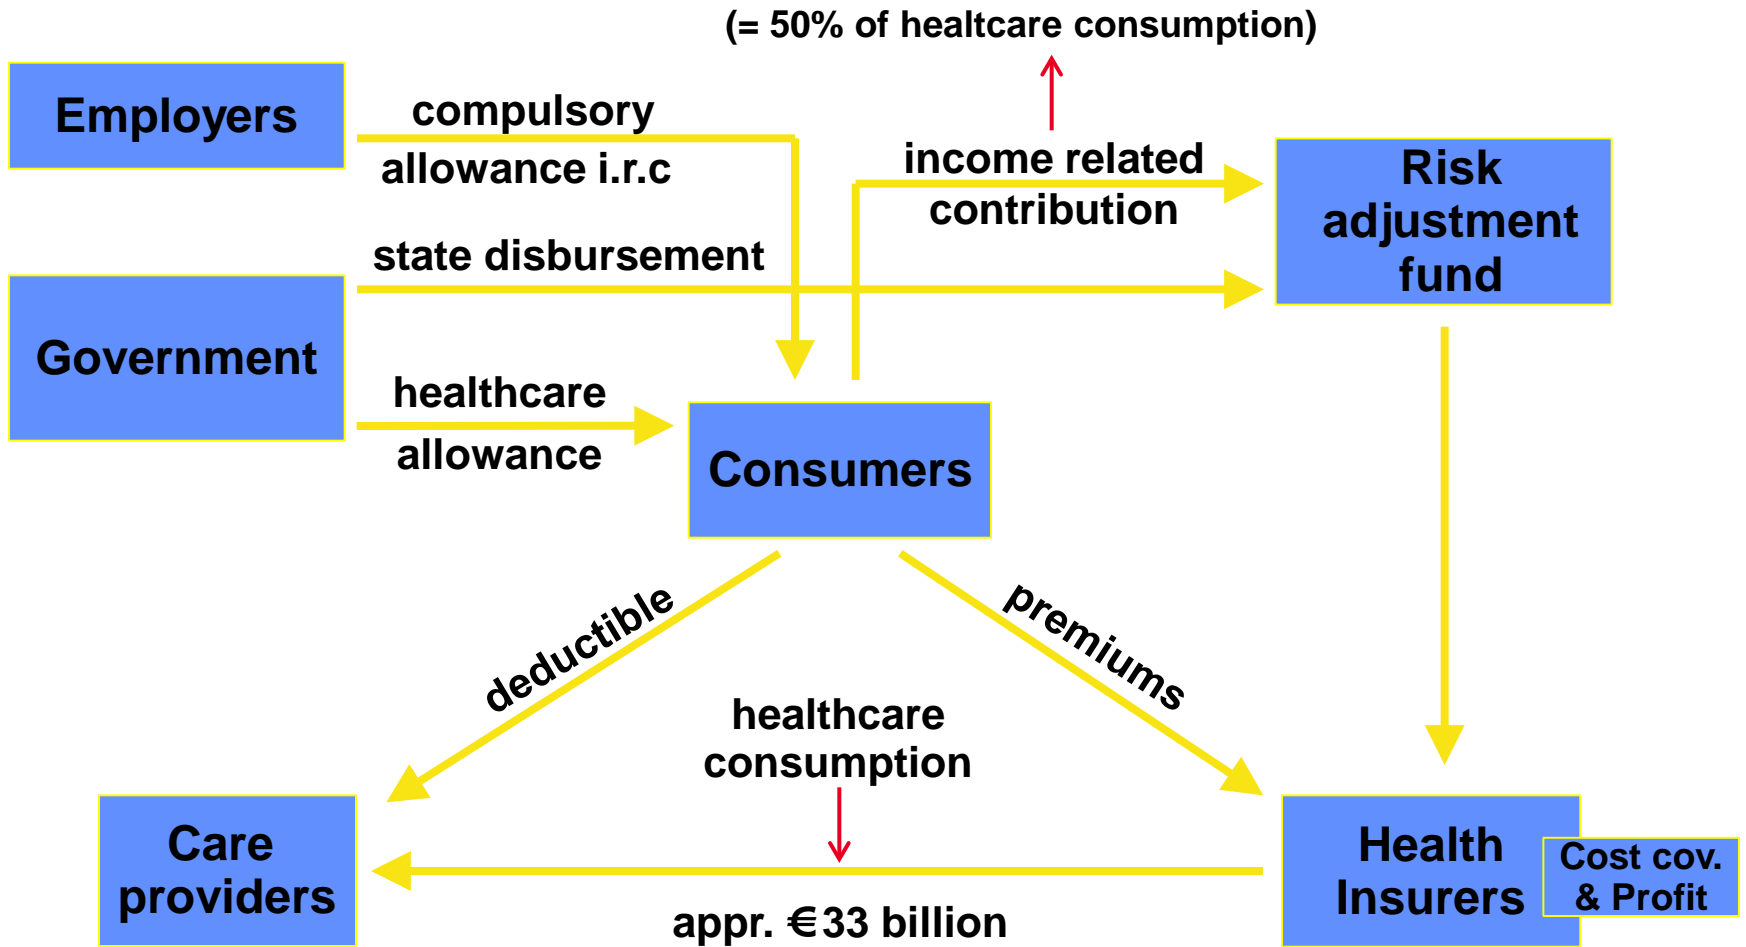 (= 50% of healtcare consumption)
Employers
compulsory
allowance i.r.c
income related
contribution
Risk
adjustment
fund
state disbursement
Government
healthcare
allowance
Consumers
deductible
premiums
healthcare
consumption
Care
providers
appr. €33 billion
Health
Insurers
Cost cov.
& Profit